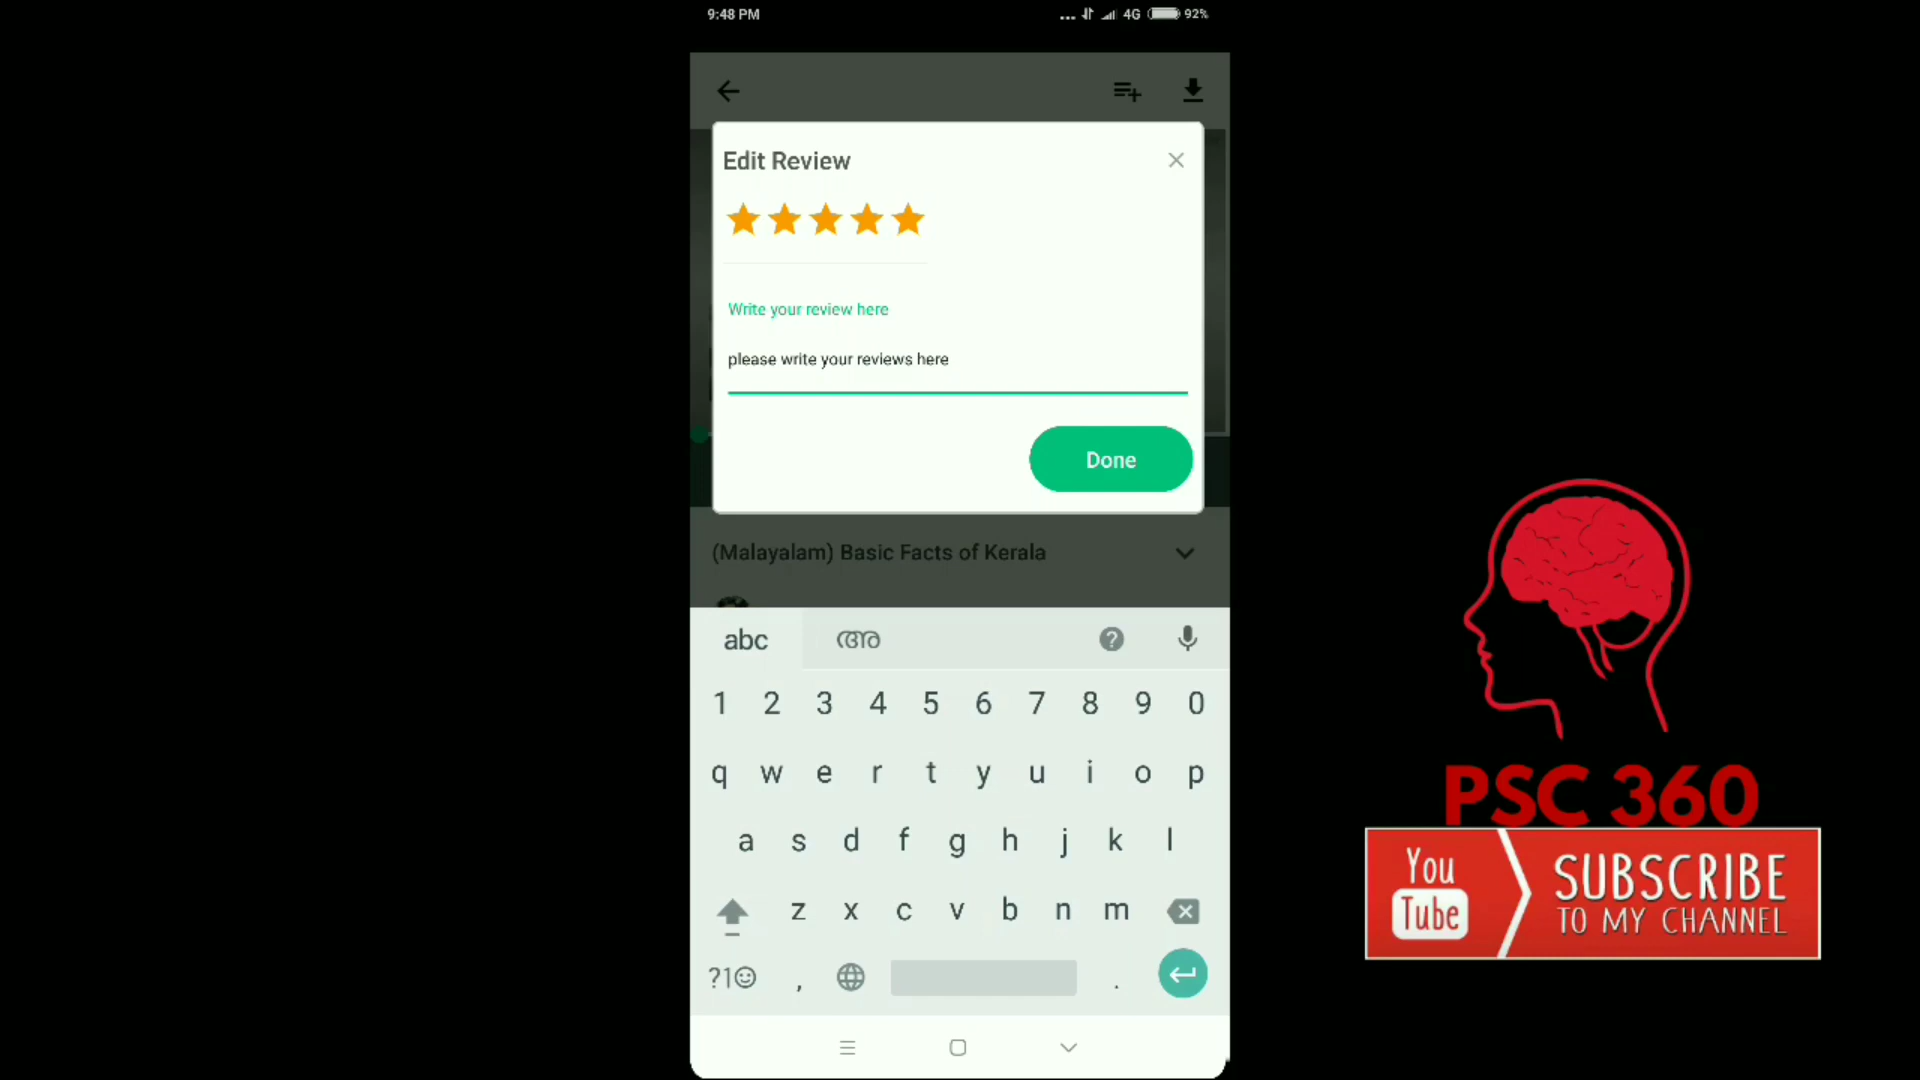 9:48 PM
4G 92%
Edit Review
Write your review here
please write your reviews here
Done
(Malayalam) Basic Facts of Kerala
abc
അ
1 2 3 4 5 6 7 8 9 0
q w e r t y u i o p
a s d f g h j k l
z x c v b n m
?1☺ , .
PSC 360
You Tube
SUBSCRIBE
TO MY CHANNEL